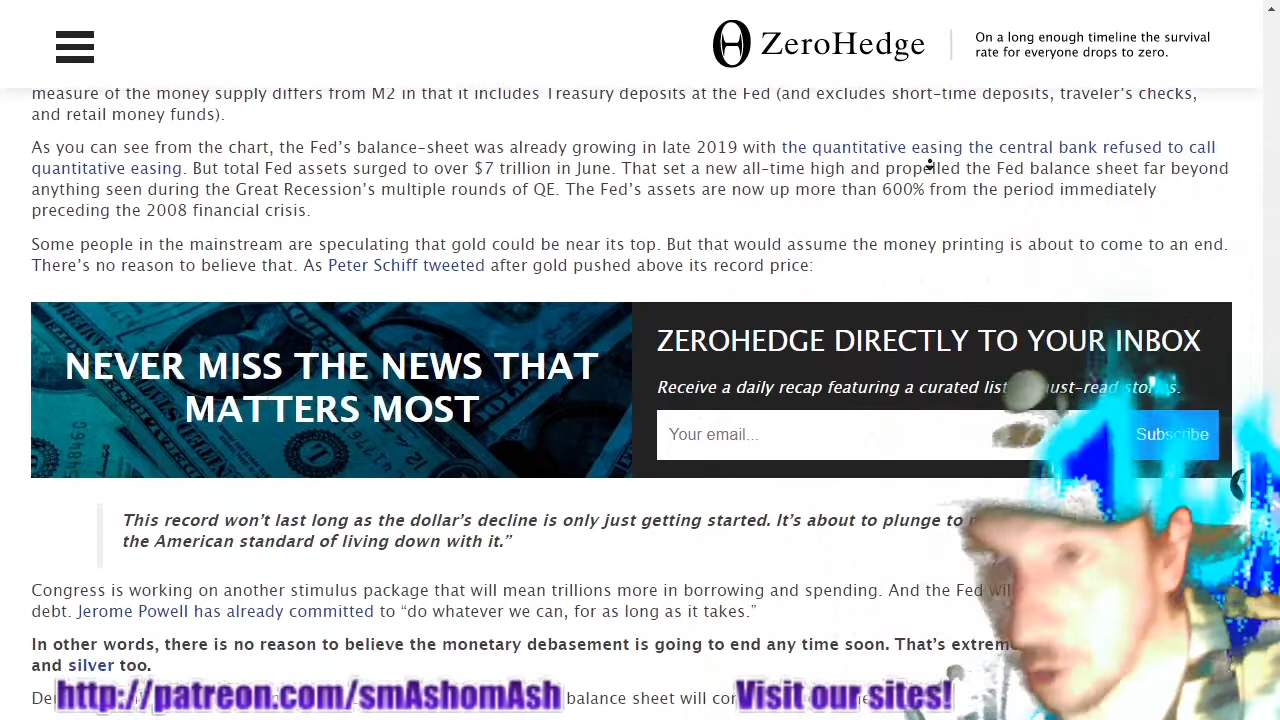 ZeroHedge
On a long enough timeline the survival
rate for everyone drops to zero.
measure of the money supply differs from M2 in that it includes Treasury deposits at the Fed (and excludes short-time deposits, traveler's checks,
and retail money funds).
As you can see from the chart, the Fed's balance-sheet was already growing in late 2019 with the quantitative easing the central bank refused to call
quantitative easing. But total Fed assets surged to over $7 trillion in June. That set a new all-time high and propelled the Fed balance sheet far beyond
anything seen during the Great Recession's multiple rounds of QE. The Fed's assets are now up more than 600% from the period immediately
preceding the 2008 financial crisis.
Some people in the mainstream are speculating that gold could be near its top. But that would assume the money printing is about to come to an end.
There's no reason to believe that. As Peter Schiff tweeted after gold pushed above its record price:
NEVER MISS THE NEWS THAT
MATTERS MOST
ZEROHEDGE DIRECTLY TO YOUR INBOX
Receive a daily recap featuring a curated list must-read stories.
Your email...
Subscribe
This record won't last long as the dollar's decline is only just getting started. It's about to plunge to
the American standard of living down with it."
Congress is working on another stimulus package that will mean trillions more in borrowing and spending. And the Fed will
debt. Jerome Powell has already committed to "do whatever we can, for as long as it takes."
In other words, there is no reason to believe the monetary debasement is going to end any time soon. That's
and silver too.
balance sheet will
http://patreon.com/smAshomAsh
Visit our sites!